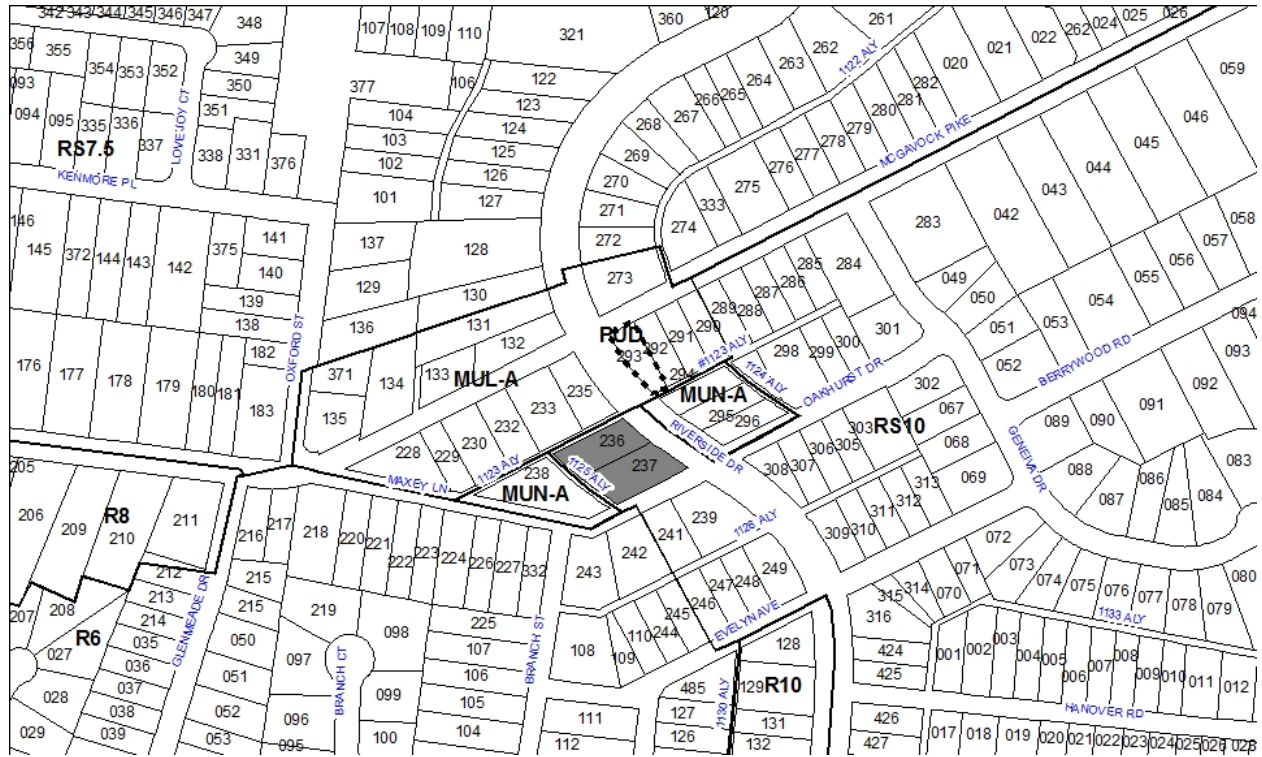 342 343 344 345 346 347 348 107 108 109 110 321 360 120 261 262 024 025 026
356 355 349 262 263 1122 ALY 020 021 022 059
093 354 353 352 350 377 106 122 264 282
094 095 335 336 351 104 123 266 265 281 046
RS7.5 337 LOVEJOY CT 338 331 376 103 124 268 267 280 MCGAVOCK PIKE 045
KENMORE PL 102 125 269 279 044
101 126 270 276 277 278 043
127 271 333 275
146 145 372 144 143 142 375 141 137 128 272 274 283 042 058
140 129 273 285 284 057
139 130 286 049 056
138 136 131 287 050 055
176 177 178 179 180 181 182 OXFORD ST 132 PUD 289 288 051 053 054 094
183 291 290 301 BERRYWOOD RD
371 134 133 MUL-A 293 292 #1123 ALY 298 299 300 052 093
135 235 294 1124 ALY OAKHURST DR 302 092
233 MUN-A 067 091
228 229 230 232 236 295 296 303 RS10 068 089 090
205 1123 ALY 237 RIVERSIDE DR 306 305 GENEIVA DR 083
206 209 R8 210 211 MAXEY LN 238 1125 ALY 308 307 069 088 086
MUN-A 313 087 085 084
216 217 218 220 221 222 223 224 226 227 332 242 241 239 1126 ALY 309 310 311 312
212 215 243 249 072
207 208 213 GLENMEADE DR 219 247 248 071 073 074 075 076 077 078 079 080
214 215 225 245 246 EVELYN AVE 315 314 070 1133 ALY
R6 035 050 098 107 BRANCH ST 108 109 110 244 128 316
027 036 051 097 106 424 001 002 003 004 005 006 007 008 009 010 011 012
028 037 052 BRANCH CT 099 105 485 129 R10 425
038 096 111 127 1130 ALY 131 HANOVER RD
029 039 053 095 100 104 112 126 132 426
427 017 018 019 020 021 022 023 024 025 026 028